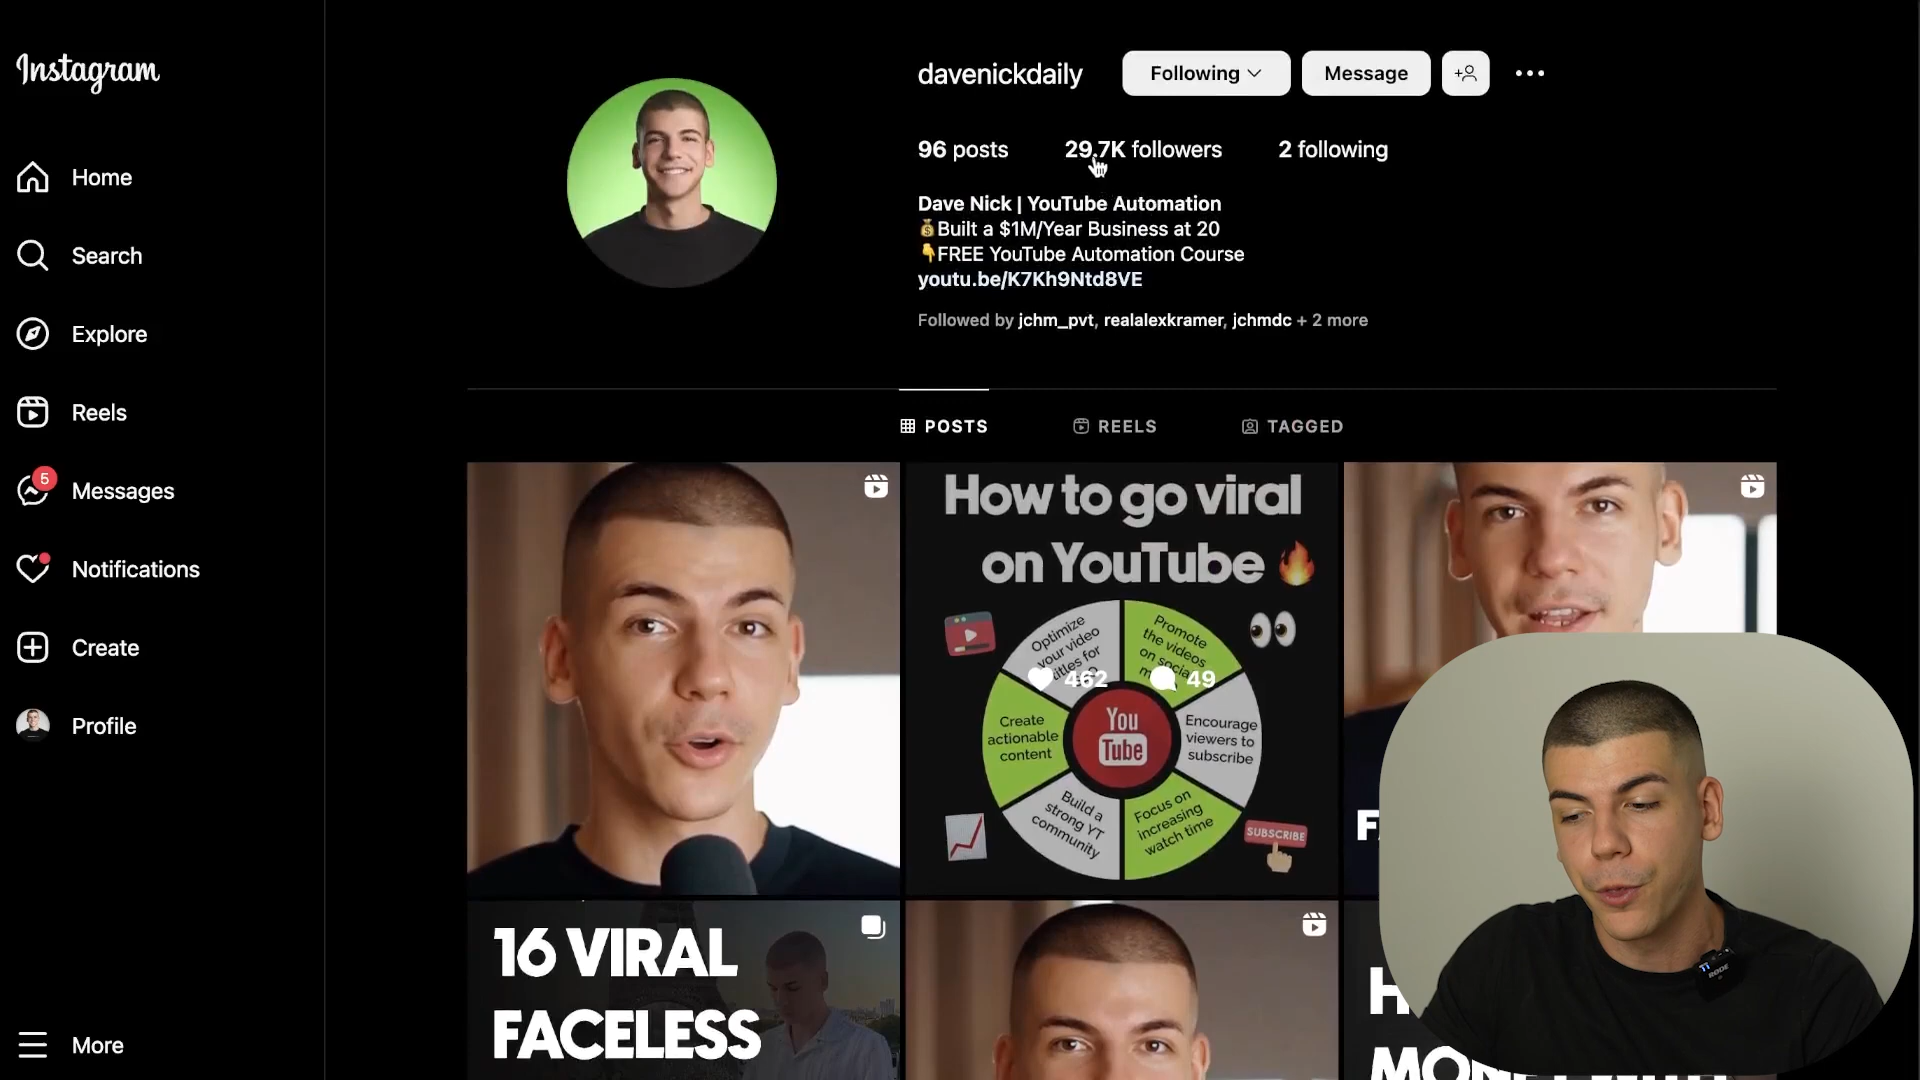 Instagram
davenickdaily
Following
Message
•••
96 posts
29.7K followers
2 following
Home
Dave Nick | YouTube Automation
💰Built a $1M/Year Business at 20
Search
👇FREE YouTube Automation Course
youtu.be/K7Kh9Ntd8VE
Followed by jchm_pvt, realalexkramer, jchmdc + 2 more
Explore
Reels
POSTS
REELS
TAGGED
5
Messages
Notifications
Create
Profile
More
How to go viral
on YouTube 🔥
Optimize
your video
titles for
Promote
the videos
on social
462
49
Create
actionable
content
You
Tube
Encourage
viewers to
subscribe
Build a
strong YT
community
Focus on
increasing
watch time
SUBSCRIBE
16 VIRAL
FACELESS
RØDE